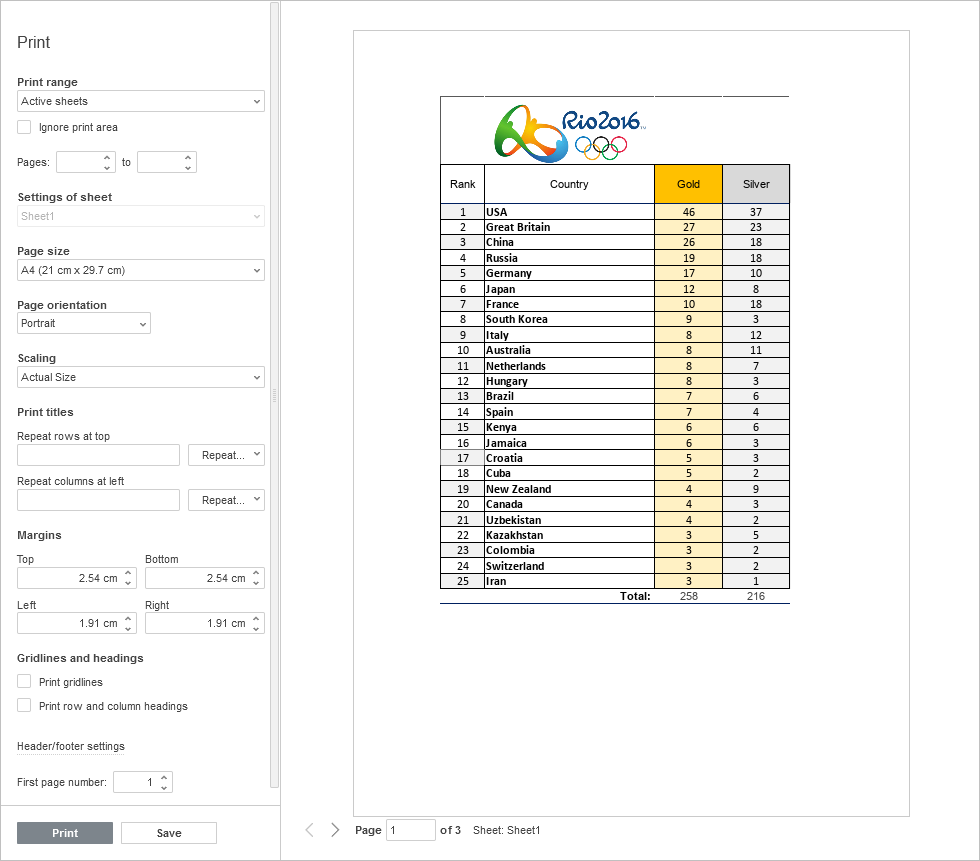 Print
Print range
Active sheets
Ignore print area
Pages: to
Settings of sheet
Sheet1
Page size
A4 (21 cm x 29.7 cm)
Page orientation
Portrait
Scaling
Actual Size
Print titles
Repeat rows at top
Repeat...
Repeat columns at left
Repeat...
Margins
Top Bottom
2.54 cm 2.54 cm
Left Right
1.91 cm 1.91 cm
Gridlines and headings
Print gridlines
Print row and column headings
Header/footer settings
First page number: 1
Print Save
Rio2016™
Rank Country Gold Silver
1 USA 46 37
2 Great Britain 27 23
3 China 26 18
4 Russia 19 18
5 Germany 17 10
6 Japan 12 8
7 France 10 18
8 South Korea 9 3
9 Italy 8 12
10 Australia 8 11
11 Netherlands 8 7
12 Hungary 8 3
13 Brazil 7 6
14 Spain 7 4
15 Kenya 6 6
16 Jamaica 6 3
17 Croatia 5 3
18 Cuba 5 2
19 New Zealand 4 9
20 Canada 4 3
21 Uzbekistan 4 2
22 Kazakhstan 3 5
23 Colombia 3 2
24 Switzerland 3 2
25 Iran 3 1
Total: 258 216
Page 1 of 3 Sheet: Sheet1